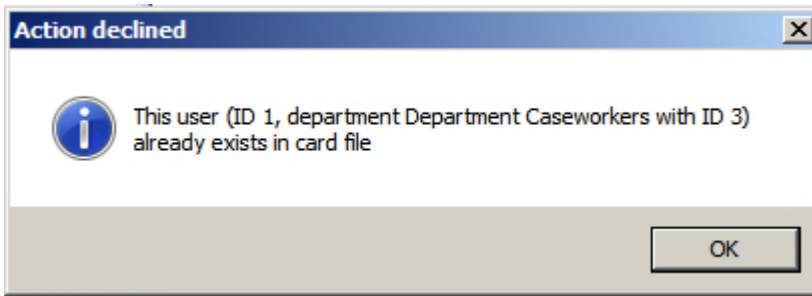 Action declined
This user (ID 1, department Department Caseworkers with ID 3)
already exists in card file
OK